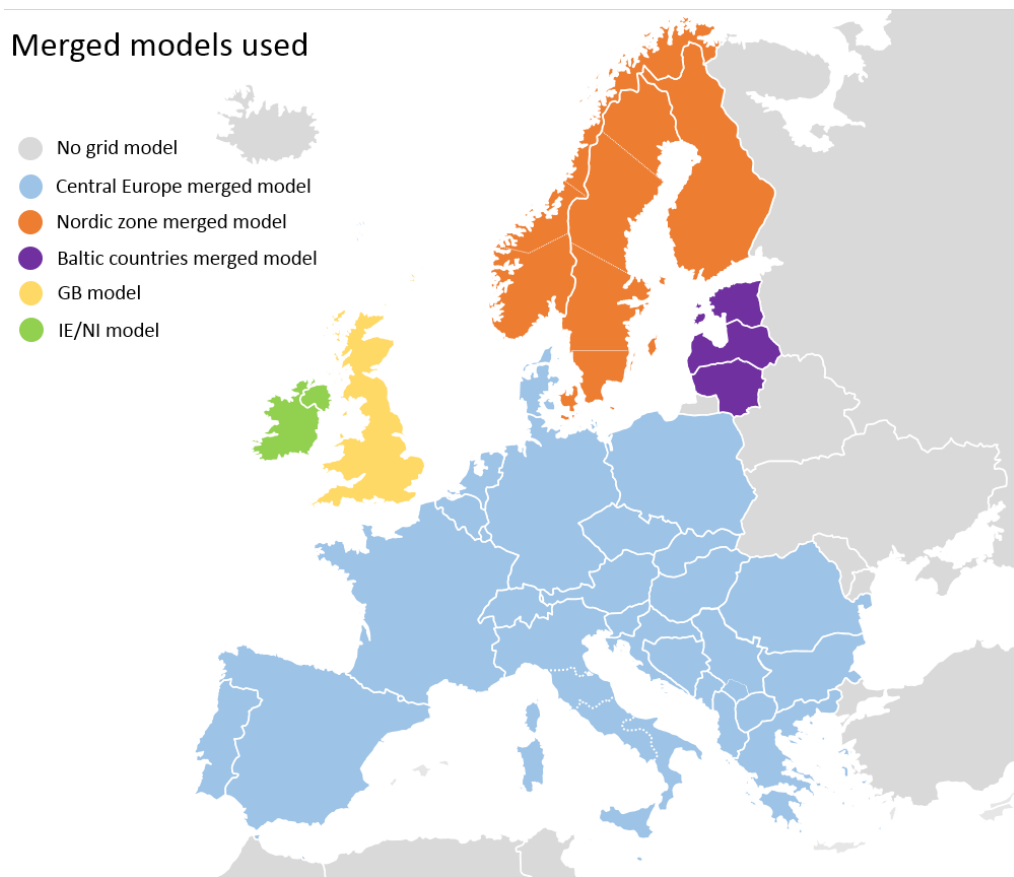 Merged models used
No grid model
Central Europe merged model
Nordic zone merged model
Baltic countries merged model
GB model
IE/NI model